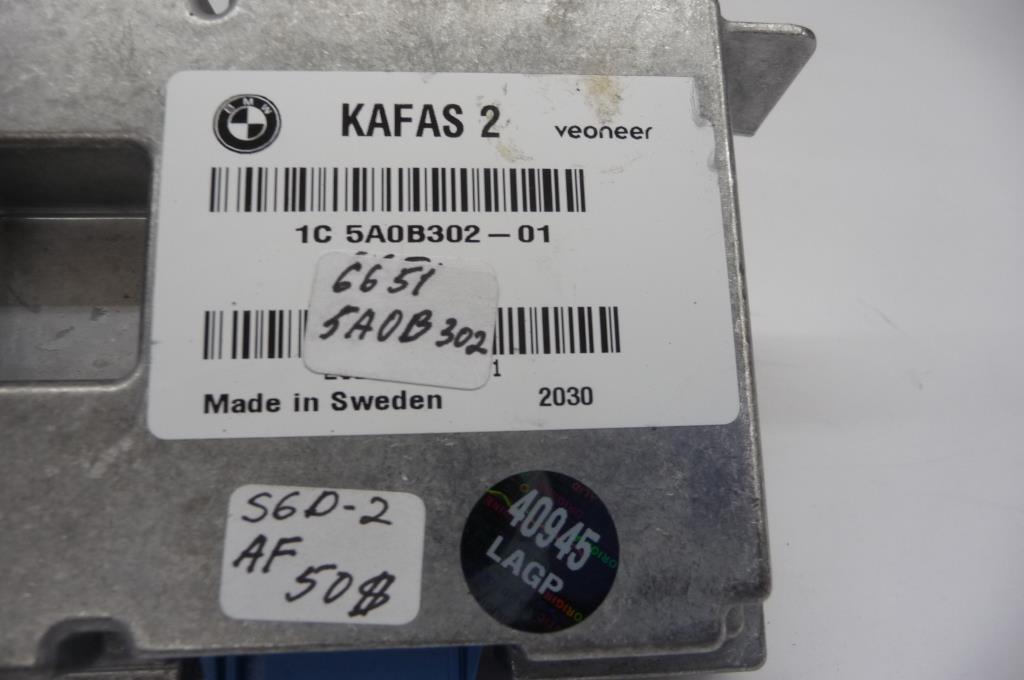 BMW
KAFAS 2
veoneer
1C 5A0B302-01
6651
5A0B302
1
Made in Sweden
2030
S6D-2
AF
50$
40945
LAGP